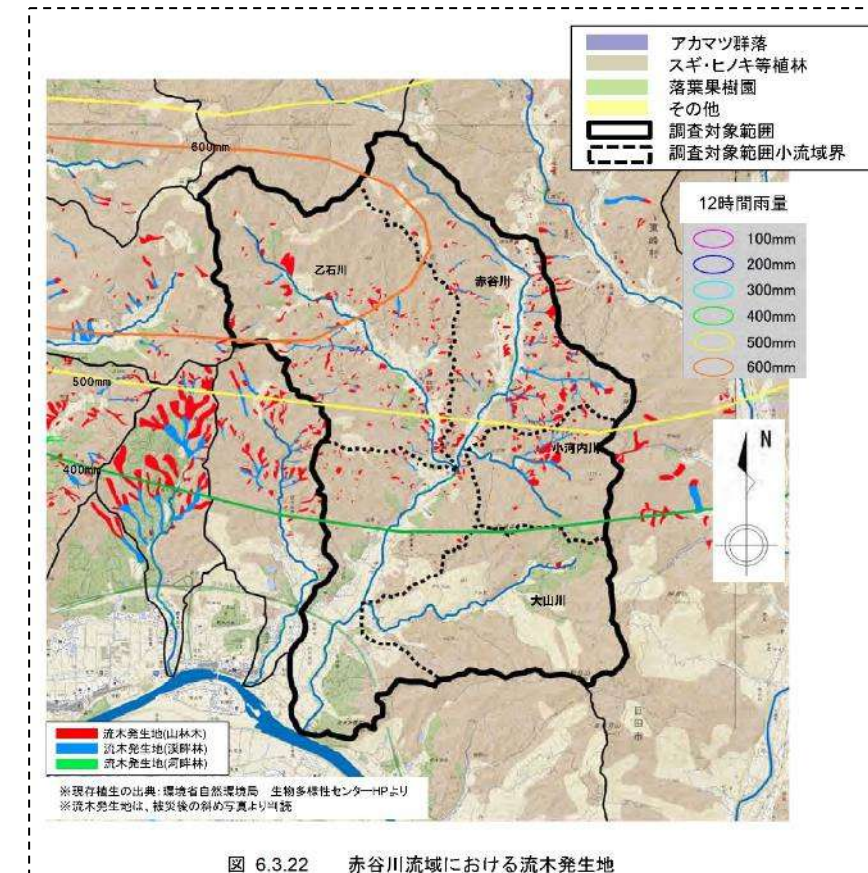 アカマツ群落
スギ・ヒノキ等植林
落葉果樹園
その他
調査対象範囲
調査対象範囲小流域界
12時間雨量
100mm
200mm
300mm
400mm
500mm
600mm
N
600mm
乙石川
赤谷川
東峰村
500mm
小河内川
400mm
大山川
日田市
流木発生地(山林木)
流木発生地(渓畔林)
流木発生地(河畔林)
※現存植生の出典:環境省自然環境局 生物多様性センターHPより
※流木発生地は、被災後の斜め写真より判読
図 6.3.22 赤谷川流域における流木発生地